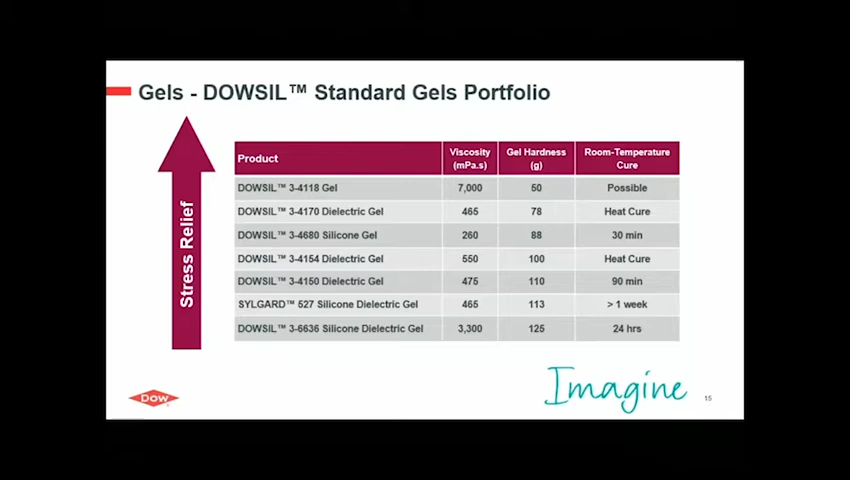 Gels - DOWSIL™ Standard Gels Portfolio
Stress Relief
Product Viscosity (mPa.s) Gel Hardness (g) Room-Temperature Cure
DOWSIL™ 3-4118 Gel 7,000 50 Possible
DOWSIL™ 3-4170 Dielectric Gel 465 78 Heat Cure
DOWSIL™ 3-4680 Silicone Gel 260 88 30 min
DOWSIL™ 3-4154 Dielectric Gel 550 100 Heat Cure
DOWSIL™ 3-4150 Dielectric Gel 475 110 90 min
SYLGARD™ 527 Silicone Dielectric Gel 465 113 > 1 week
DOWSIL™ 3-6636 Silicone Dielectric Gel 3,300 125 24 hrs
Dow
Imagine
15